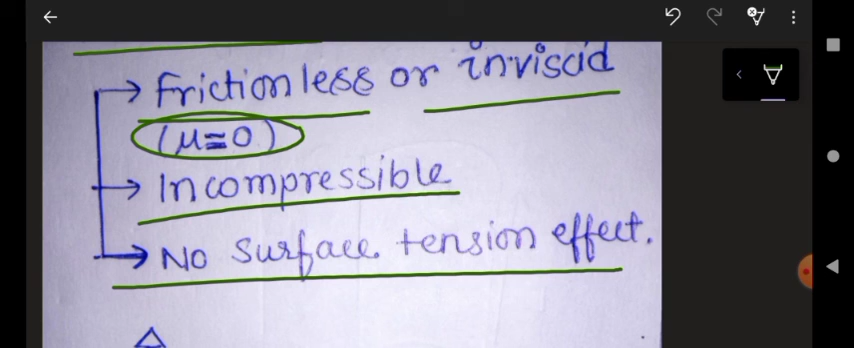 → Frictionless or inviscid
(μ≅0)
→ Incompressible
→ No surface tension effect.